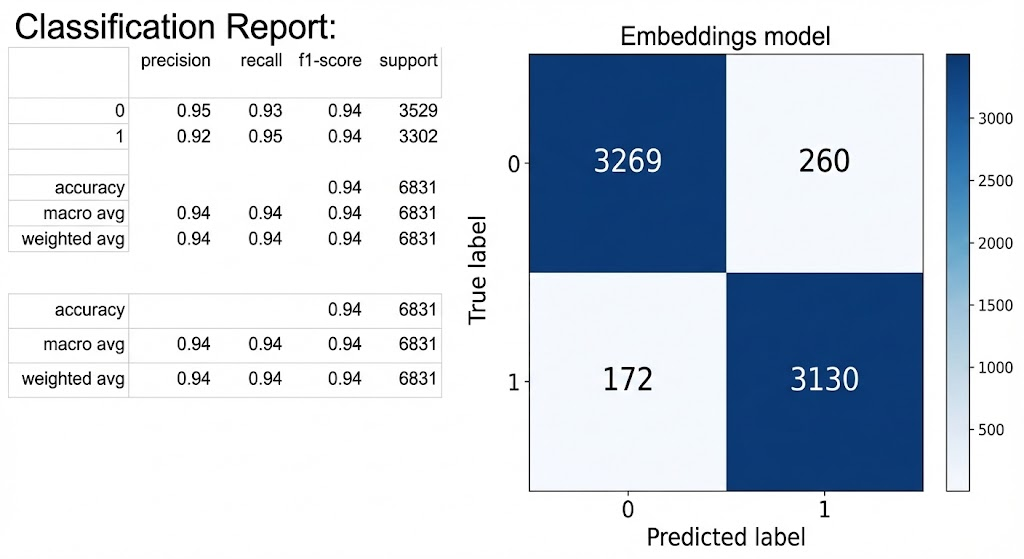 Classification Report:
precision recall f1-score support
0 0.95 0.93 0.94 3529
1 0.92 0.95 0.94 3302
accuracy 0.94 6831
macro avg 0.94 0.94 0.94 6831
weighted avg 0.94 0.94 0.94 6831
accuracy 0.94 6831
macro avg 0.94 0.94 0.94 6831
weighted avg 0.94 0.94 0.94 6831
Embeddings model
True label
0
3269 260
1
172 3130
0 1
Predicted label
3000
2500
2000
1500
1000
500